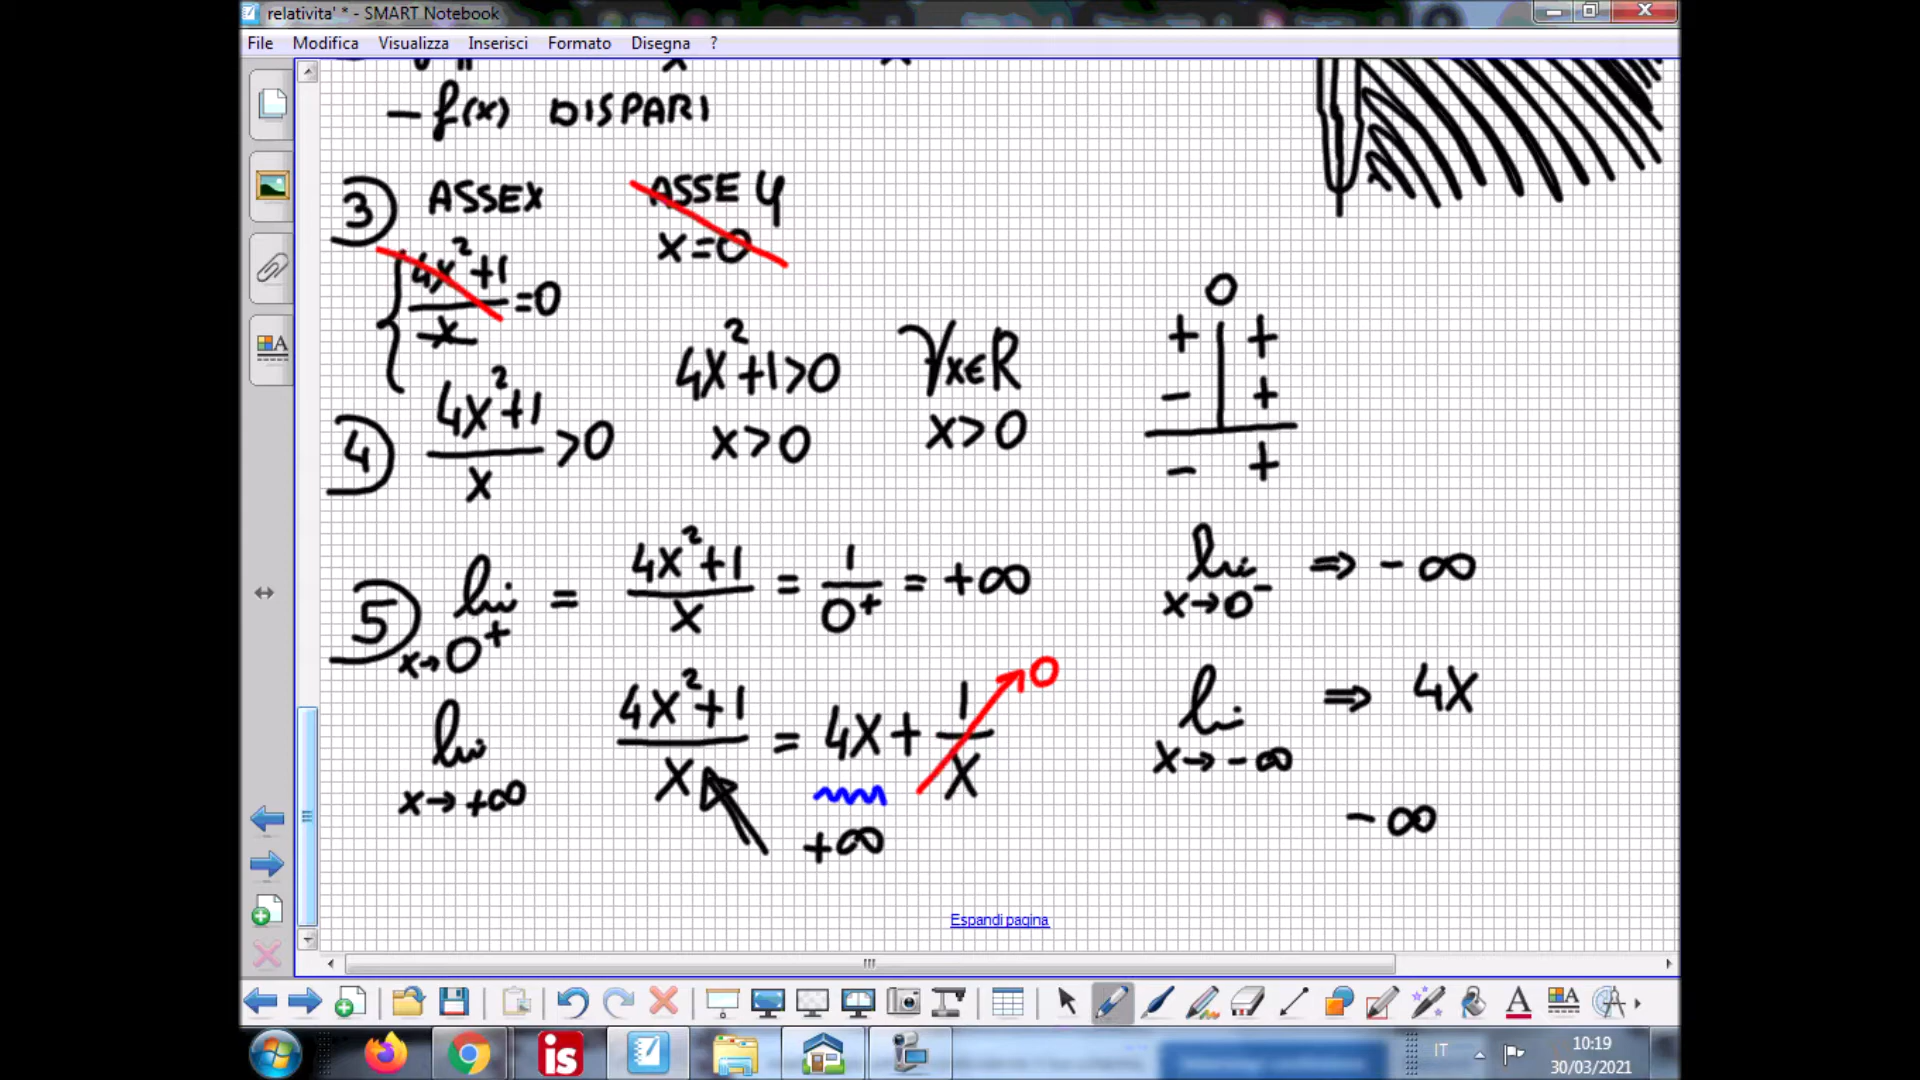 relativita' * - SMART Notebook
File Modifica Visualizza Inserisci Formato Disegna ?
- f(x) DISPARI
3 ASSE X ASSE Y
x=0
4x²+1/x =0
0
+ | +
- | +
- +
4x²+1>0 ∀x∈R
4 4x²+1/x >0 x>0 x>0
5 lim x→0⁺ = 4x²+1/x = 1/0⁺ = +∞ lim x→0⁻ ⇒ -∞
lim x→+∞ 4x²+1/x = 4x + 1/x 0 lim x→-∞ ⇒ 4x
+∞ -∞
Espandi pagina
IT 10:19
30/03/2021